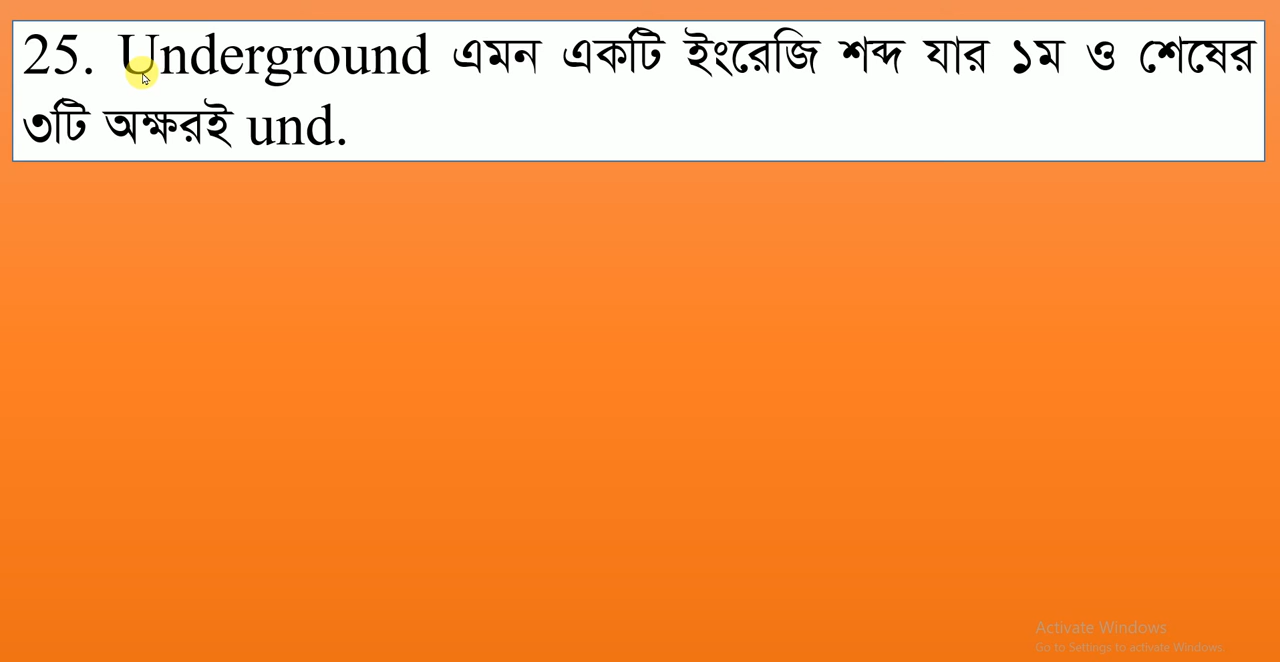 25. Underground এমন একটি ইংরেজি শব্দ যার ১ম ও শেষের
৩টি অক্ষরই und.
Activate Windows
Go to Settings to activate Windows.